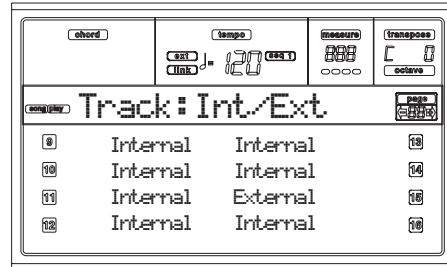 chord tempo measure transpose
ext ♩= 120 seq 1 888 C 0
link octave
song play Track:Int/Ext page 88
9 Internal Internal 13
10 Internal Internal 14
11 Internal External 15
12 Internal Internal 16